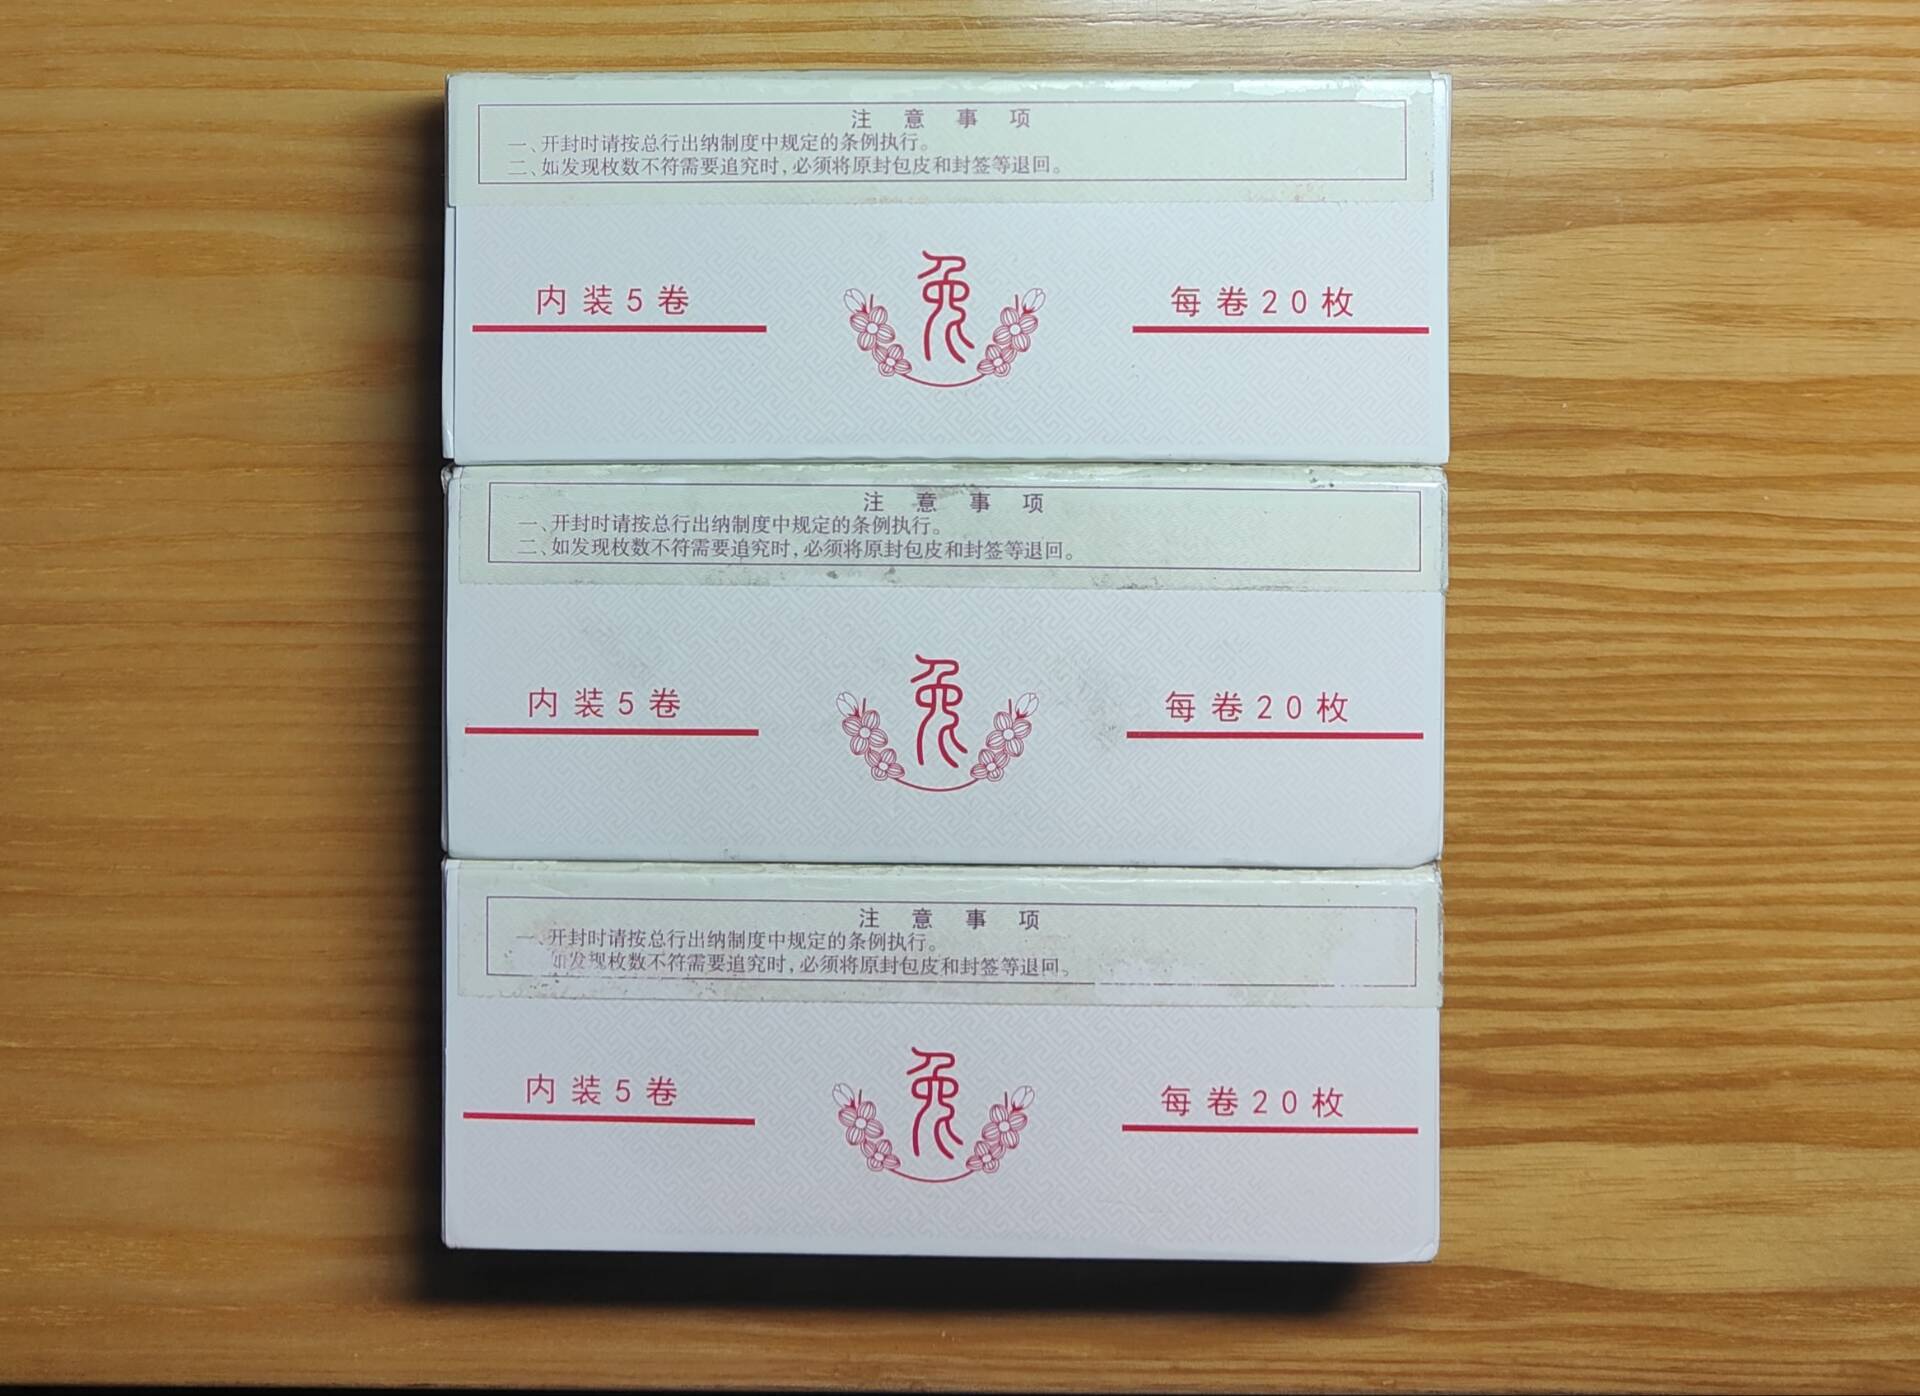 注意事项
一、开封时请按总行出纳制度中规定的条例执行。
二、如发现枚数不符需要追究时,必须将原封包皮和封签等退回。
内装5卷
兔
每卷20枚
注意事项
一、开封时请按总行出纳制度中规定的条例执行。
二、如发现枚数不符需要追究时,必须将原封包皮和封签等退回。
内装5卷
兔
每卷20枚
注意事项
一、开封时请按总行出纳制度中规定的条例执行。
如发现枚数不符需要追究时,必须将原封包皮和封签等退回。
内装5卷
兔
每卷20枚